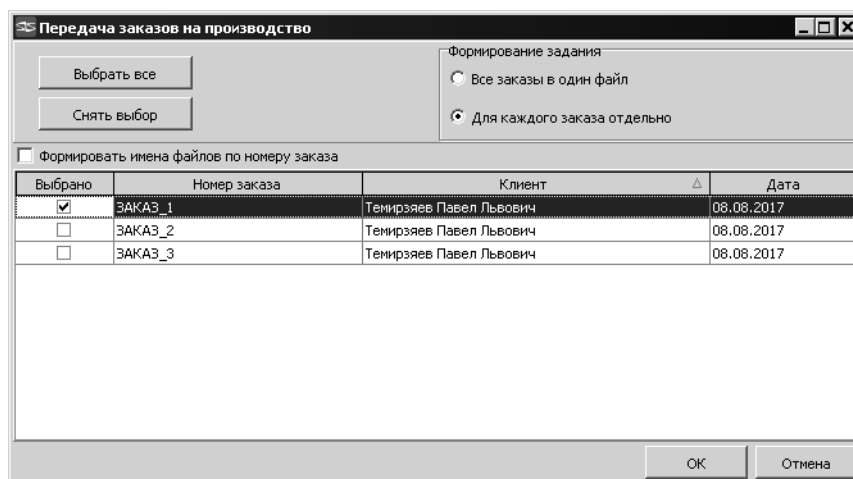 Передача заказов на производство
Выбрать все
Снять выбор
Формирование задания
Все заказы в один файл
Для каждого заказа отдельно
Формировать имена файлов по номеру заказа
Выбрано Номер заказа Клиент Дата
ЗАКАЗ_1 Темирзяев Павел Львович 08.08.2017
ЗАКАЗ_2 Темирзяев Павел Львович 08.08.2017
ЗАКАЗ_3 Темирзяев Павел Львович 08.08.2017
ОК Отмена